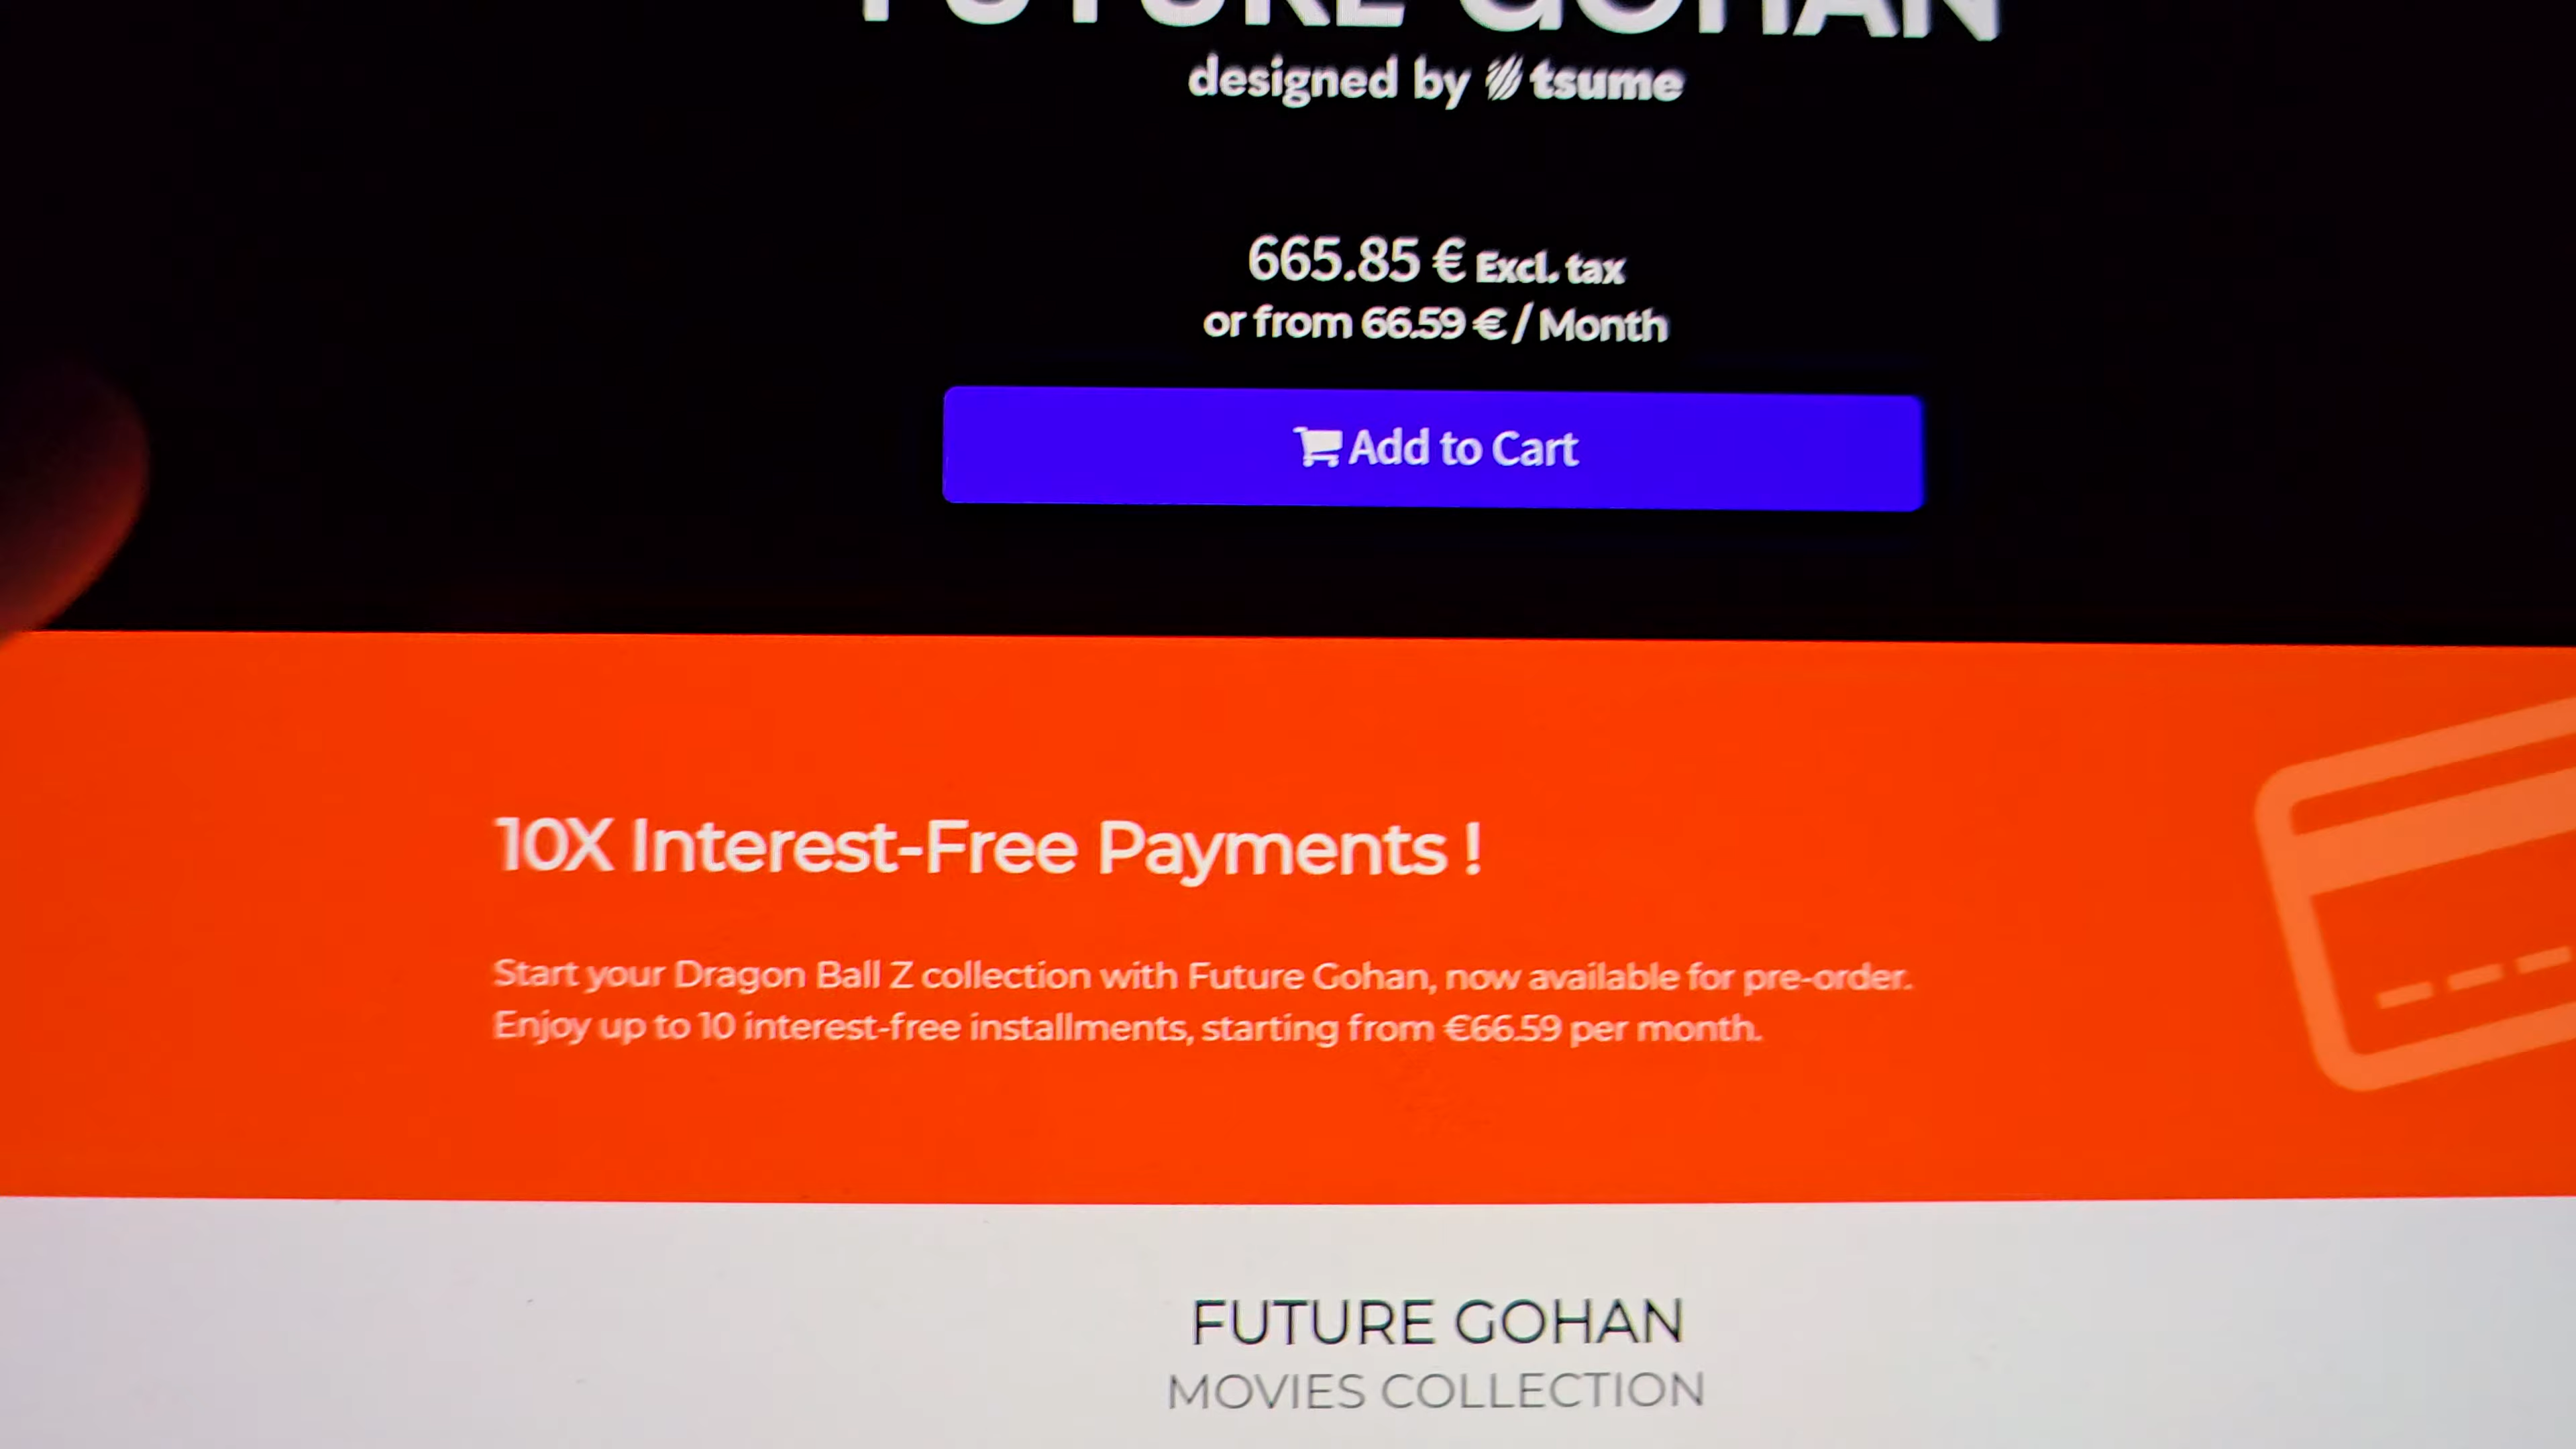 FUTURE GOHAN
designed by tsume
665.85 € Excl. tax
or from 66.59 € / Month
Add to Cart
10X Interest-Free Payments !
Start your Dragon Ball Z collection with Future Gohan, now available for pre-order.
Enjoy up to 10 interest-free installments, starting from €66.59 per month.
FUTURE GOHAN
MOVIES COLLECTION